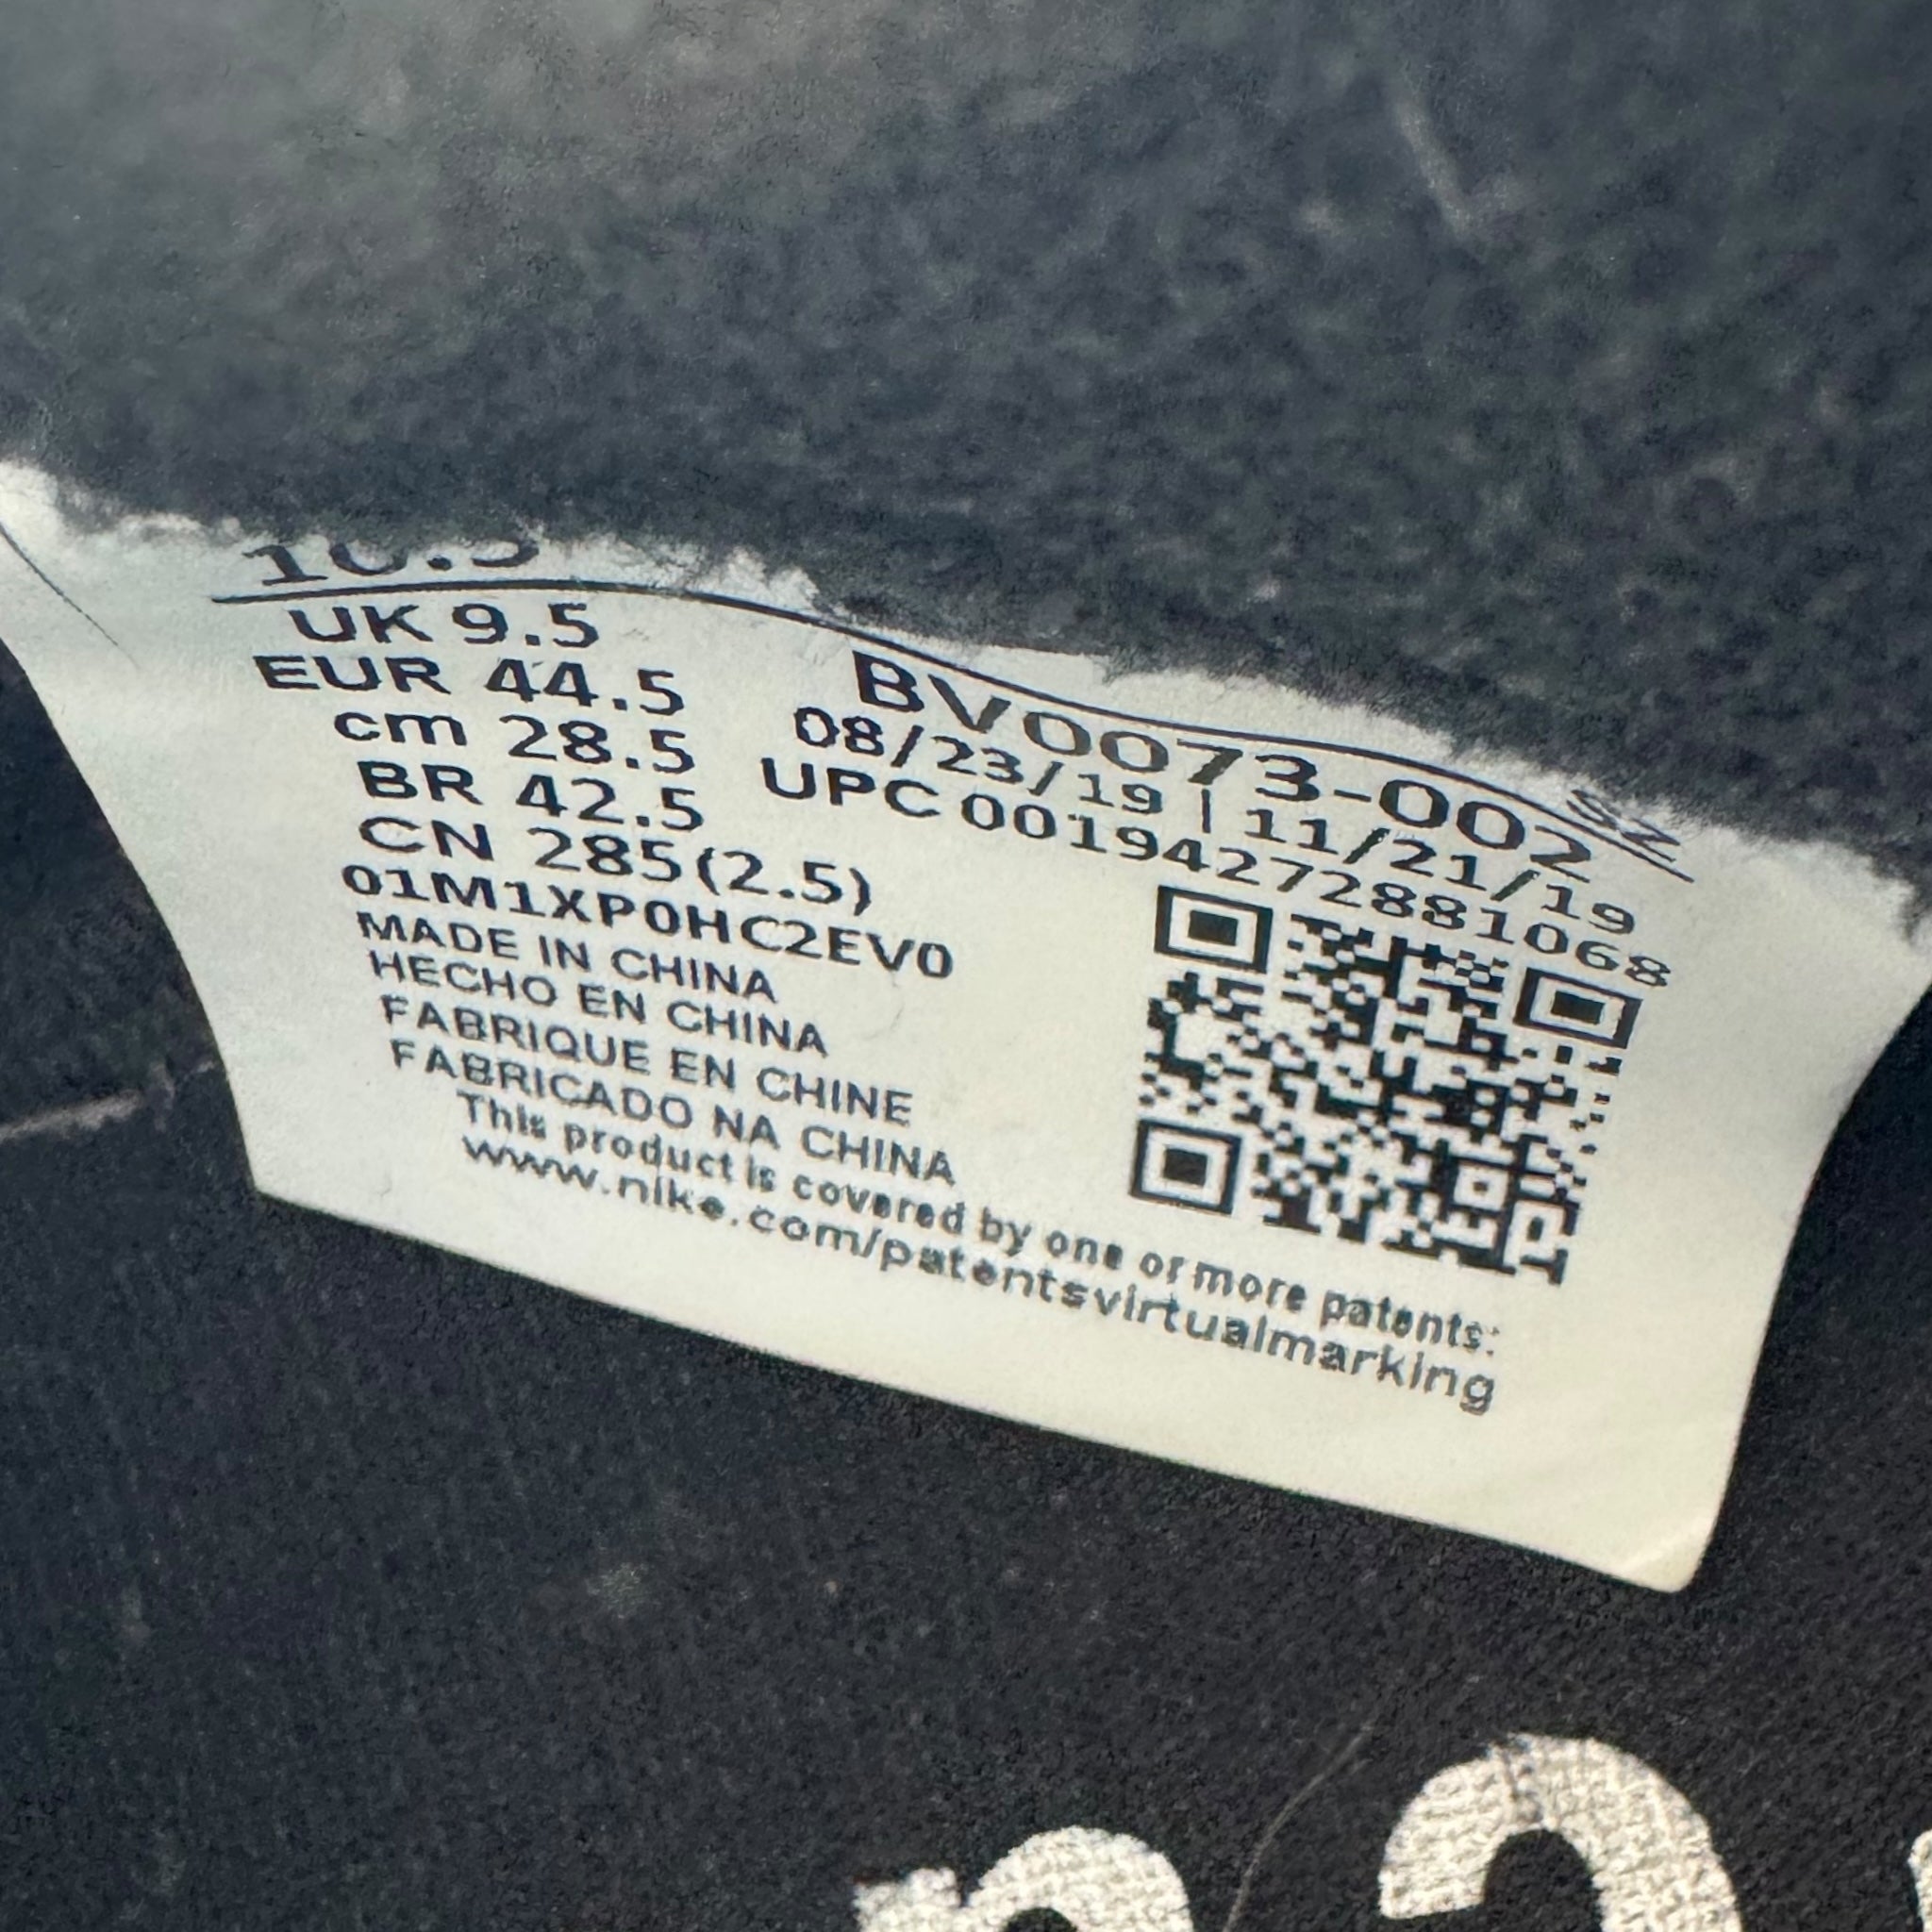 10.5
UK 9.5
EUR 44.5
cm 28.5
BR 42.5
CN 285(2.5)
01M1XP0HC2EV0
MADE IN CHINA
HECHO EN CHINA
FABRIQUE EN CHINE
FABRICADO NA CHINA
BV0073-002
08/23/19 | 11/21/19
UPC 00194272881068
This product is covered by one or more patents:
www.nike.com/patentsvirtualmarking